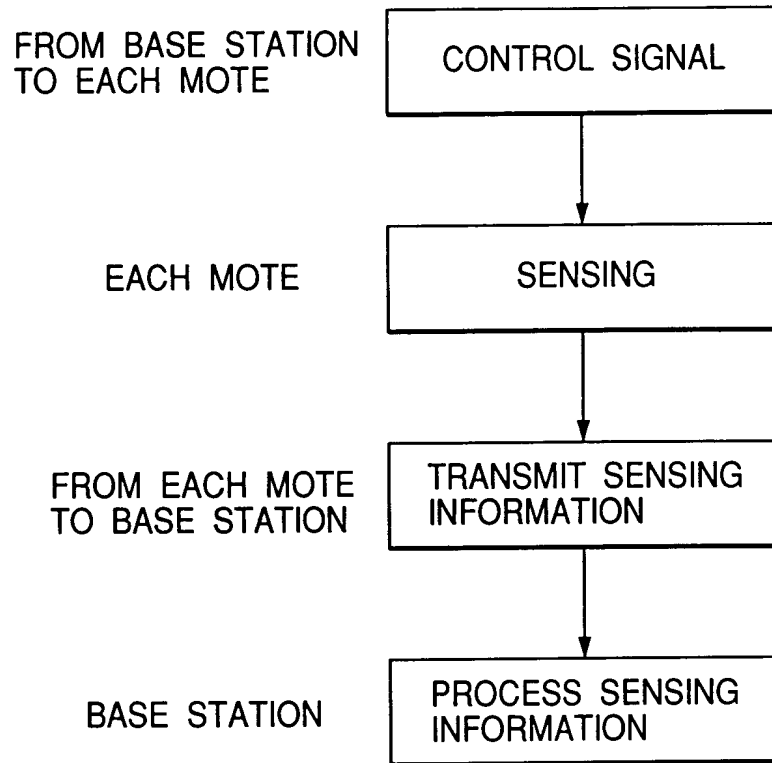 FROM BASE STATION
TO EACH MOTE
CONTROL SIGNAL
EACH MOTE
SENSING
FROM EACH MOTE
TO BASE STATION
TRANSMIT SENSING
INFORMATION
BASE STATION
PROCESS SENSING
INFORMATION